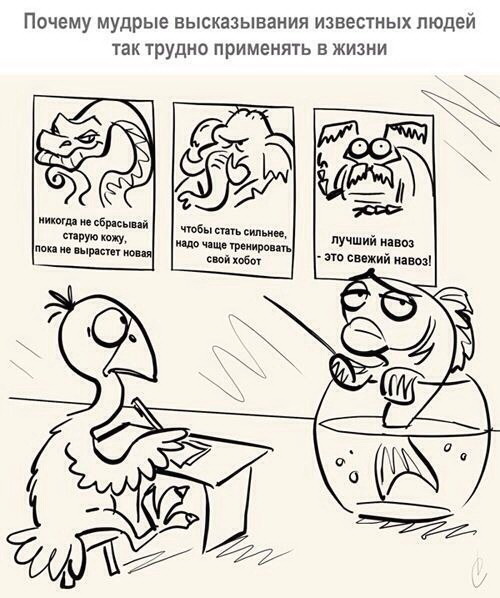 Почему мудрые высказывания известных людей
так трудно применять в жизни
никогда не сбрасывай
старую кожу,
пока не вырастет новая
чтобы стать сильнее,
надо чаще тренировать
свой хобот
лучший навоз
- это свежий навоз!